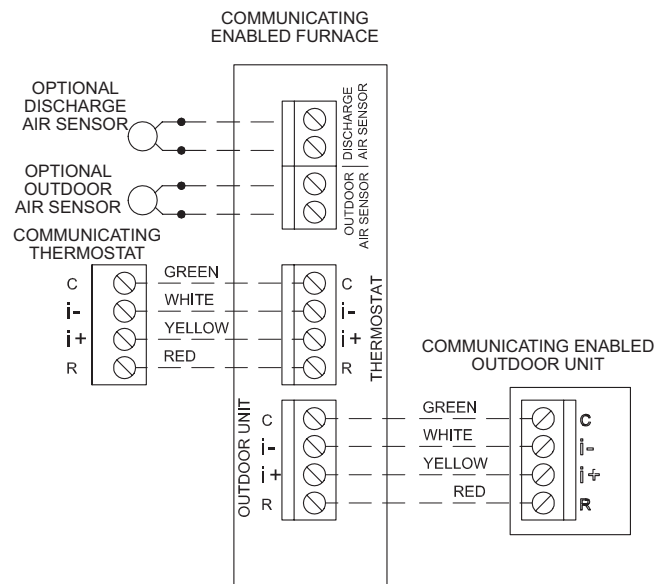 COMMUNICATING
ENABLED FURNACE
OPTIONAL
DISCHARGE
AIR SENSOR
DISCHARGE
AIR SENSOR
OPTIONAL
OUTDOOR
AIR SENSOR
OUTDOOR
AIR SENSOR
COMMUNICATING
THERMOSTAT
C GREEN C
i- WHITE i-
i+ YELLOW i+
R RED R
THERMOSTAT
COMMUNICATING ENABLED
OUTDOOR UNIT
OUTDOOR UNIT
C GREEN C
i- WHITE i-
i+ YELLOW i+
R RED R